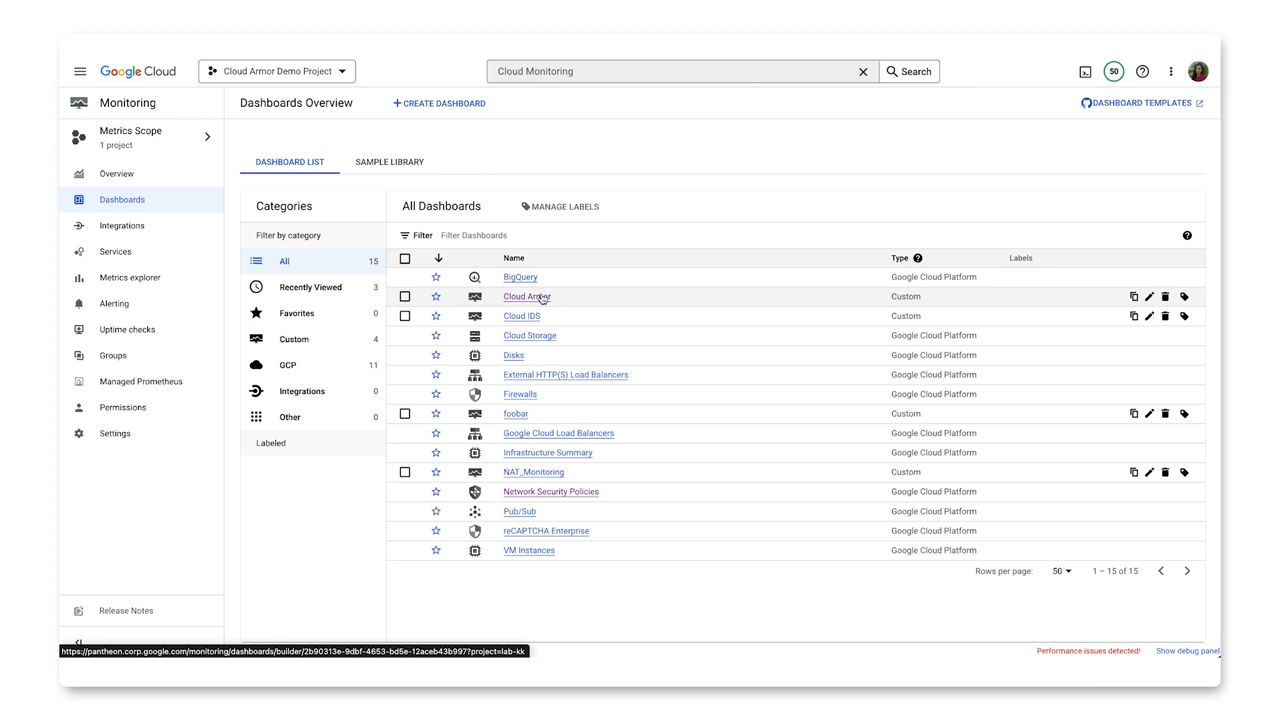 Google Cloud
Cloud Armor Demo Project
Cloud Monitoring
Search
50
Monitoring
Dashboards Overview
CREATE DASHBOARD
DASHBOARD TEMPLATES
Metrics Scope
1 project
Overview
Dashboards
Integrations
Services
Metrics explorer
Alerting
Uptime checks
Groups
Managed Prometheus
Permissions
Settings
Release Notes
DASHBOARD LIST
SAMPLE LIBRARY
Categories
Filter by category
All 15
Recently Viewed 3
Favorites 0
Custom 4
GCP 11
Integrations 0
Other 0
Labeled
All Dashboards
MANAGE LABELS
Filter Filter Dashboards
Name Type Labels
BigQuery Google Cloud Platform
Cloud Armor Custom
Cloud IDS Custom
Cloud Storage Google Cloud Platform
Disks Google Cloud Platform
External HTTP(S) Load Balancers Google Cloud Platform
Firewalls Google Cloud Platform
foobar Custom
Google Cloud Load Balancers Google Cloud Platform
Infrastructure Summary Google Cloud Platform
NAT_Monitoring Custom
Network Security Policies Google Cloud Platform
Pub/Sub Google Cloud Platform
reCAPTCHA Enterprise Google Cloud Platform
VM Instances Google Cloud Platform
Rows per page: 50 1 – 15 of 15
https://pantheon.corp.google.com/monitoring/dashboards/builder/2b90313e-9dbf-4653-bd5e-12aceb43b997?project=lab-kk
Performance issues detected! Show debug panel